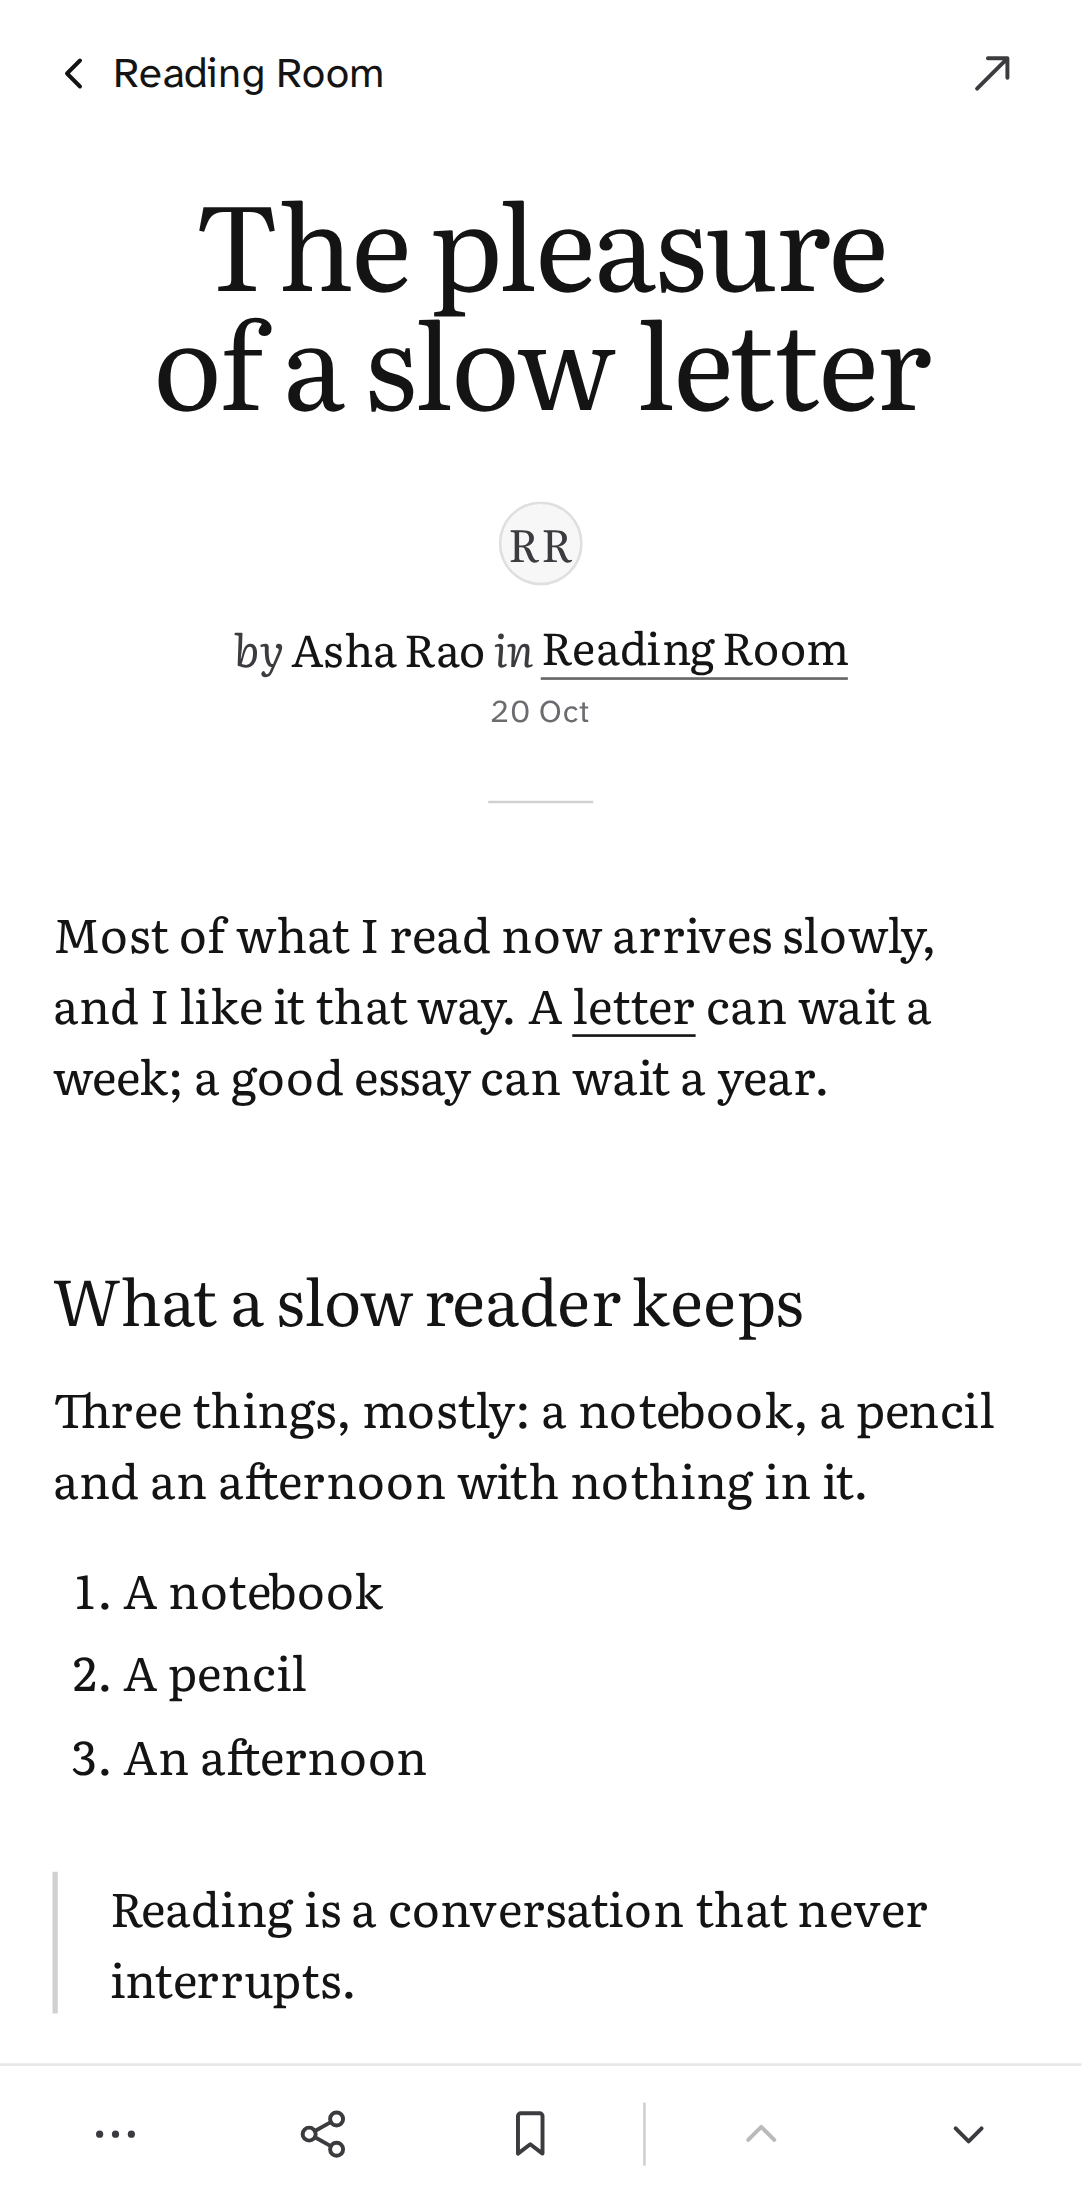 Reading Room
The pleasure
of a slow letter
RR
by Asha Rao in Reading Room
20 Oct
Most of what I read now arrives slowly,
and I like it that way. A letter can wait a
week; a good essay can wait a year.
What a slow reader keeps
Three things, mostly: a notebook, a pencil
and an afternoon with nothing in it.
1. A notebook
2. A pencil
3. An afternoon
Reading is a conversation that never
interrupts.